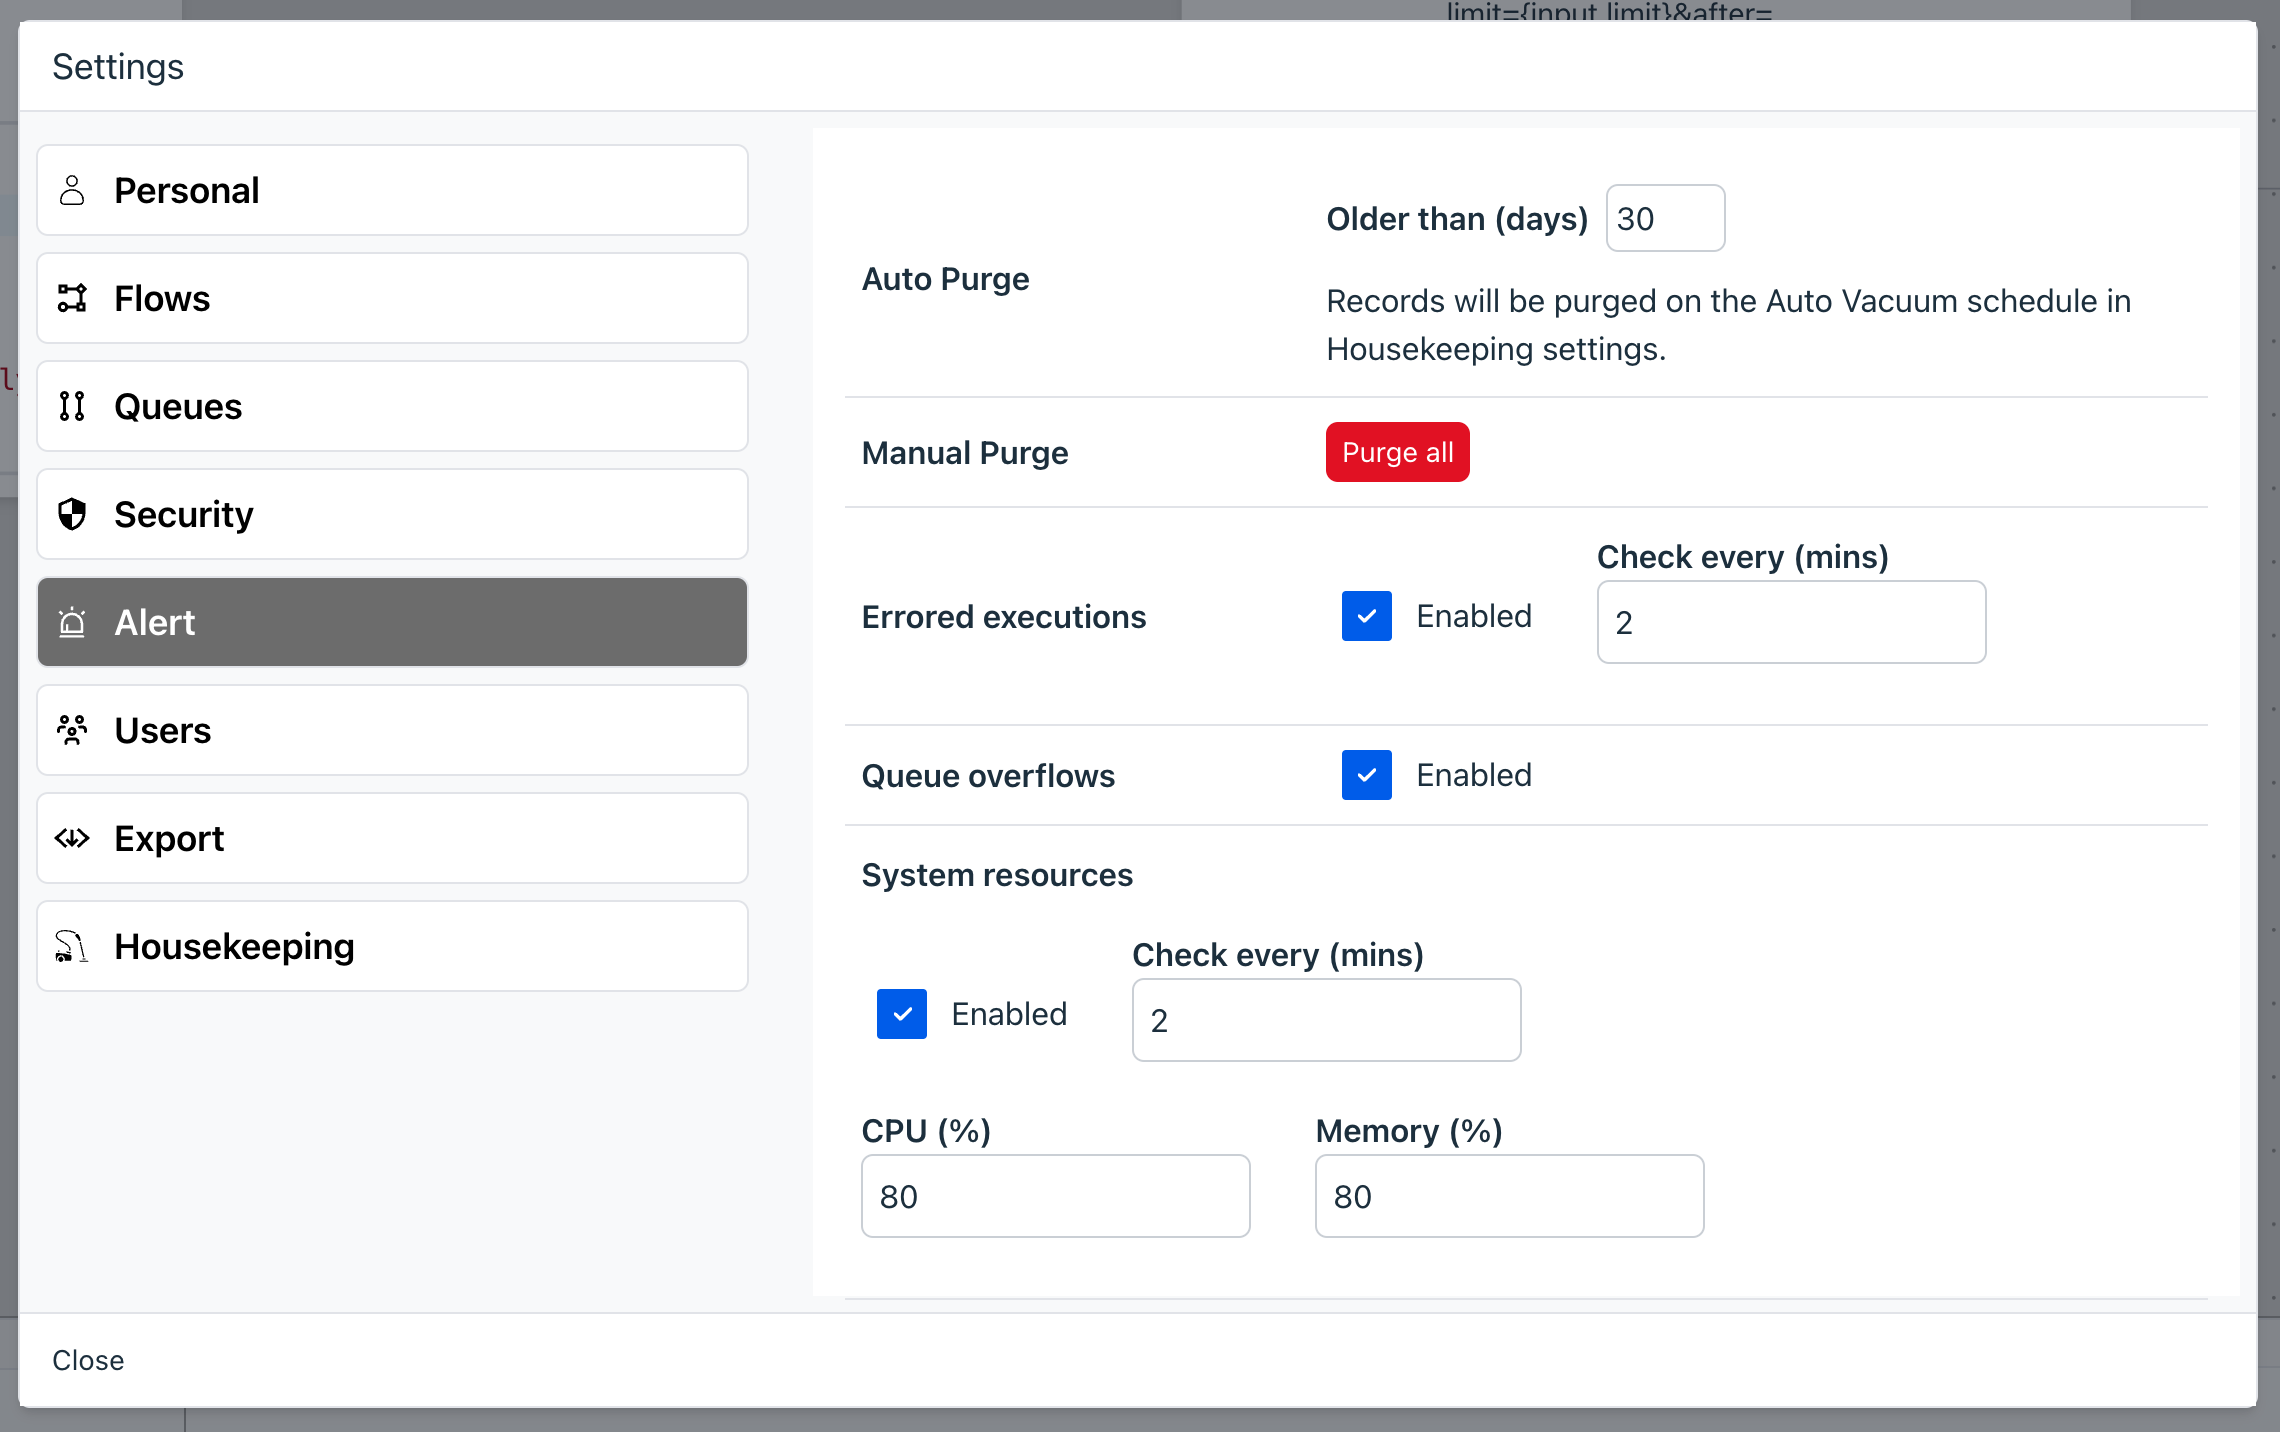 limit={input.limit}&after=
Settings
Personal
Flows
Queues
Security
Alert
Users
Export
Housekeeping
Older than (days) 30
Auto Purge
Records will be purged on the Auto Vacuum schedule in
Housekeeping settings.
Manual Purge
Purge all
Check every (mins)
Errored executions
Enabled
2
Queue overflows
Enabled
System resources
Check every (mins)
Enabled
2
CPU (%)
Memory (%)
80
80
Close